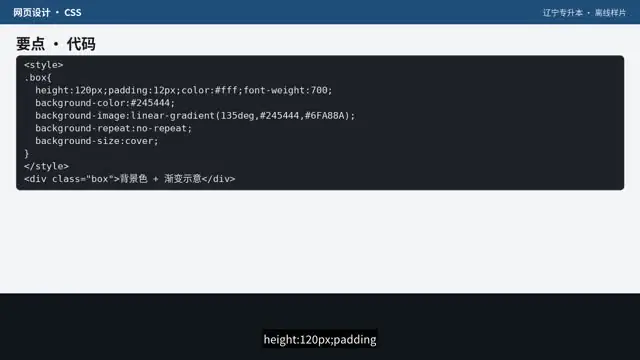 网页设计 · CSS
辽宁专升本 · 离线样片
要点 · 代码
<style>
.box{
  height:120px;padding:12px;color:#fff;font-weight:700;
  background-color:#245444;
  background-image:linear-gradient(135deg,#245444,#6FA88A);
  background-repeat:no-repeat;
  background-size:cover;
}
</style>
<div class="box">背景色 + 渐变示意</div>
height:120px;padding